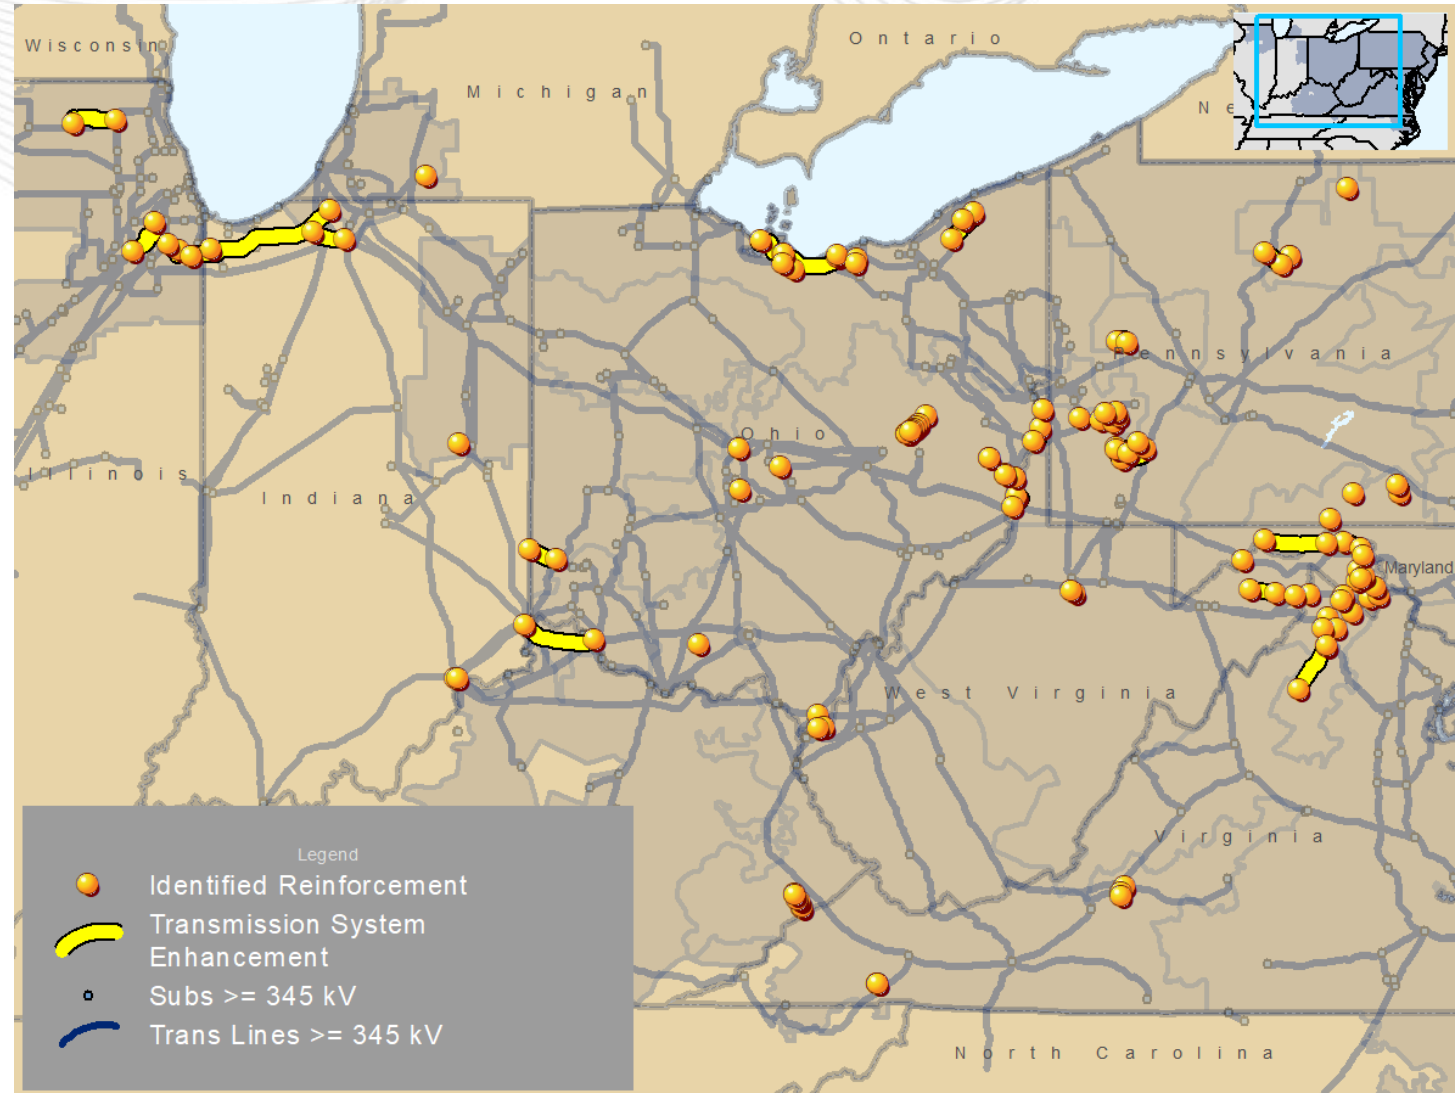 Wisconsin
Ontario
Michigan
Ne
Pennsylvania
Ohio
Illinois
Indiana
Maryland
West Virginia
Virginia
North Carolina
Legend
Identified Reinforcement
Transmission System
Enhancement
Subs >= 345 kV
Trans Lines >= 345 kV